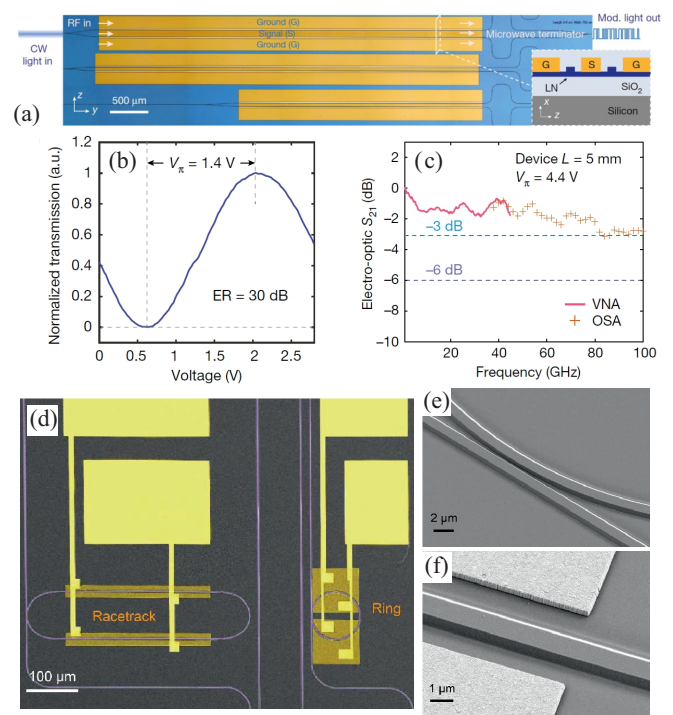 RF in
Ground (G)
Signal (S)
Ground (G)
Mod. light out
Microwave terminator
CW
light in
z
y
500 μm
G S G
LN
SiO2
Silicon
x
z
(a)
(b)
Vπ = 1.4 V
ER = 30 dB
Normalized transmission (a.u.)
1.2
1
0.8
0.6
0.4
0.2
0
0 0.5 1 1.5 2 2.5
Voltage (V)
(c)
Device L = 5 mm
Vπ = 4.4 V
–3 dB
–6 dB
VNA
OSA
Electro-optic S21 (dB)
2
0
−2
−4
−6
−8
−10
0 20 40 60 80 100
Frequency (GHz)
(d)
Racetrack
Ring
100 μm
(e)
2 μm
(f)
1 μm